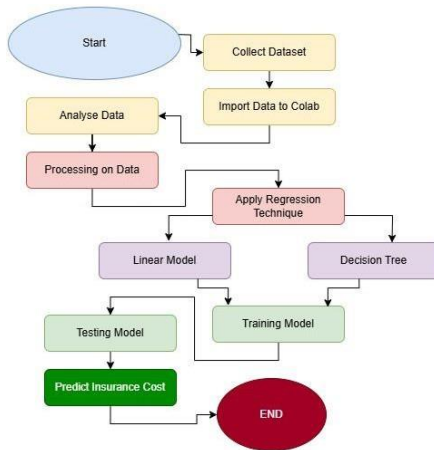 Start
Collect Dataset
Import Data to Colab
Analyse Data
Processing on Data
Apply Regression
Technique
Linear Model
Decision Tree
Training Model
Testing Model
Predict Insurance Cost
END